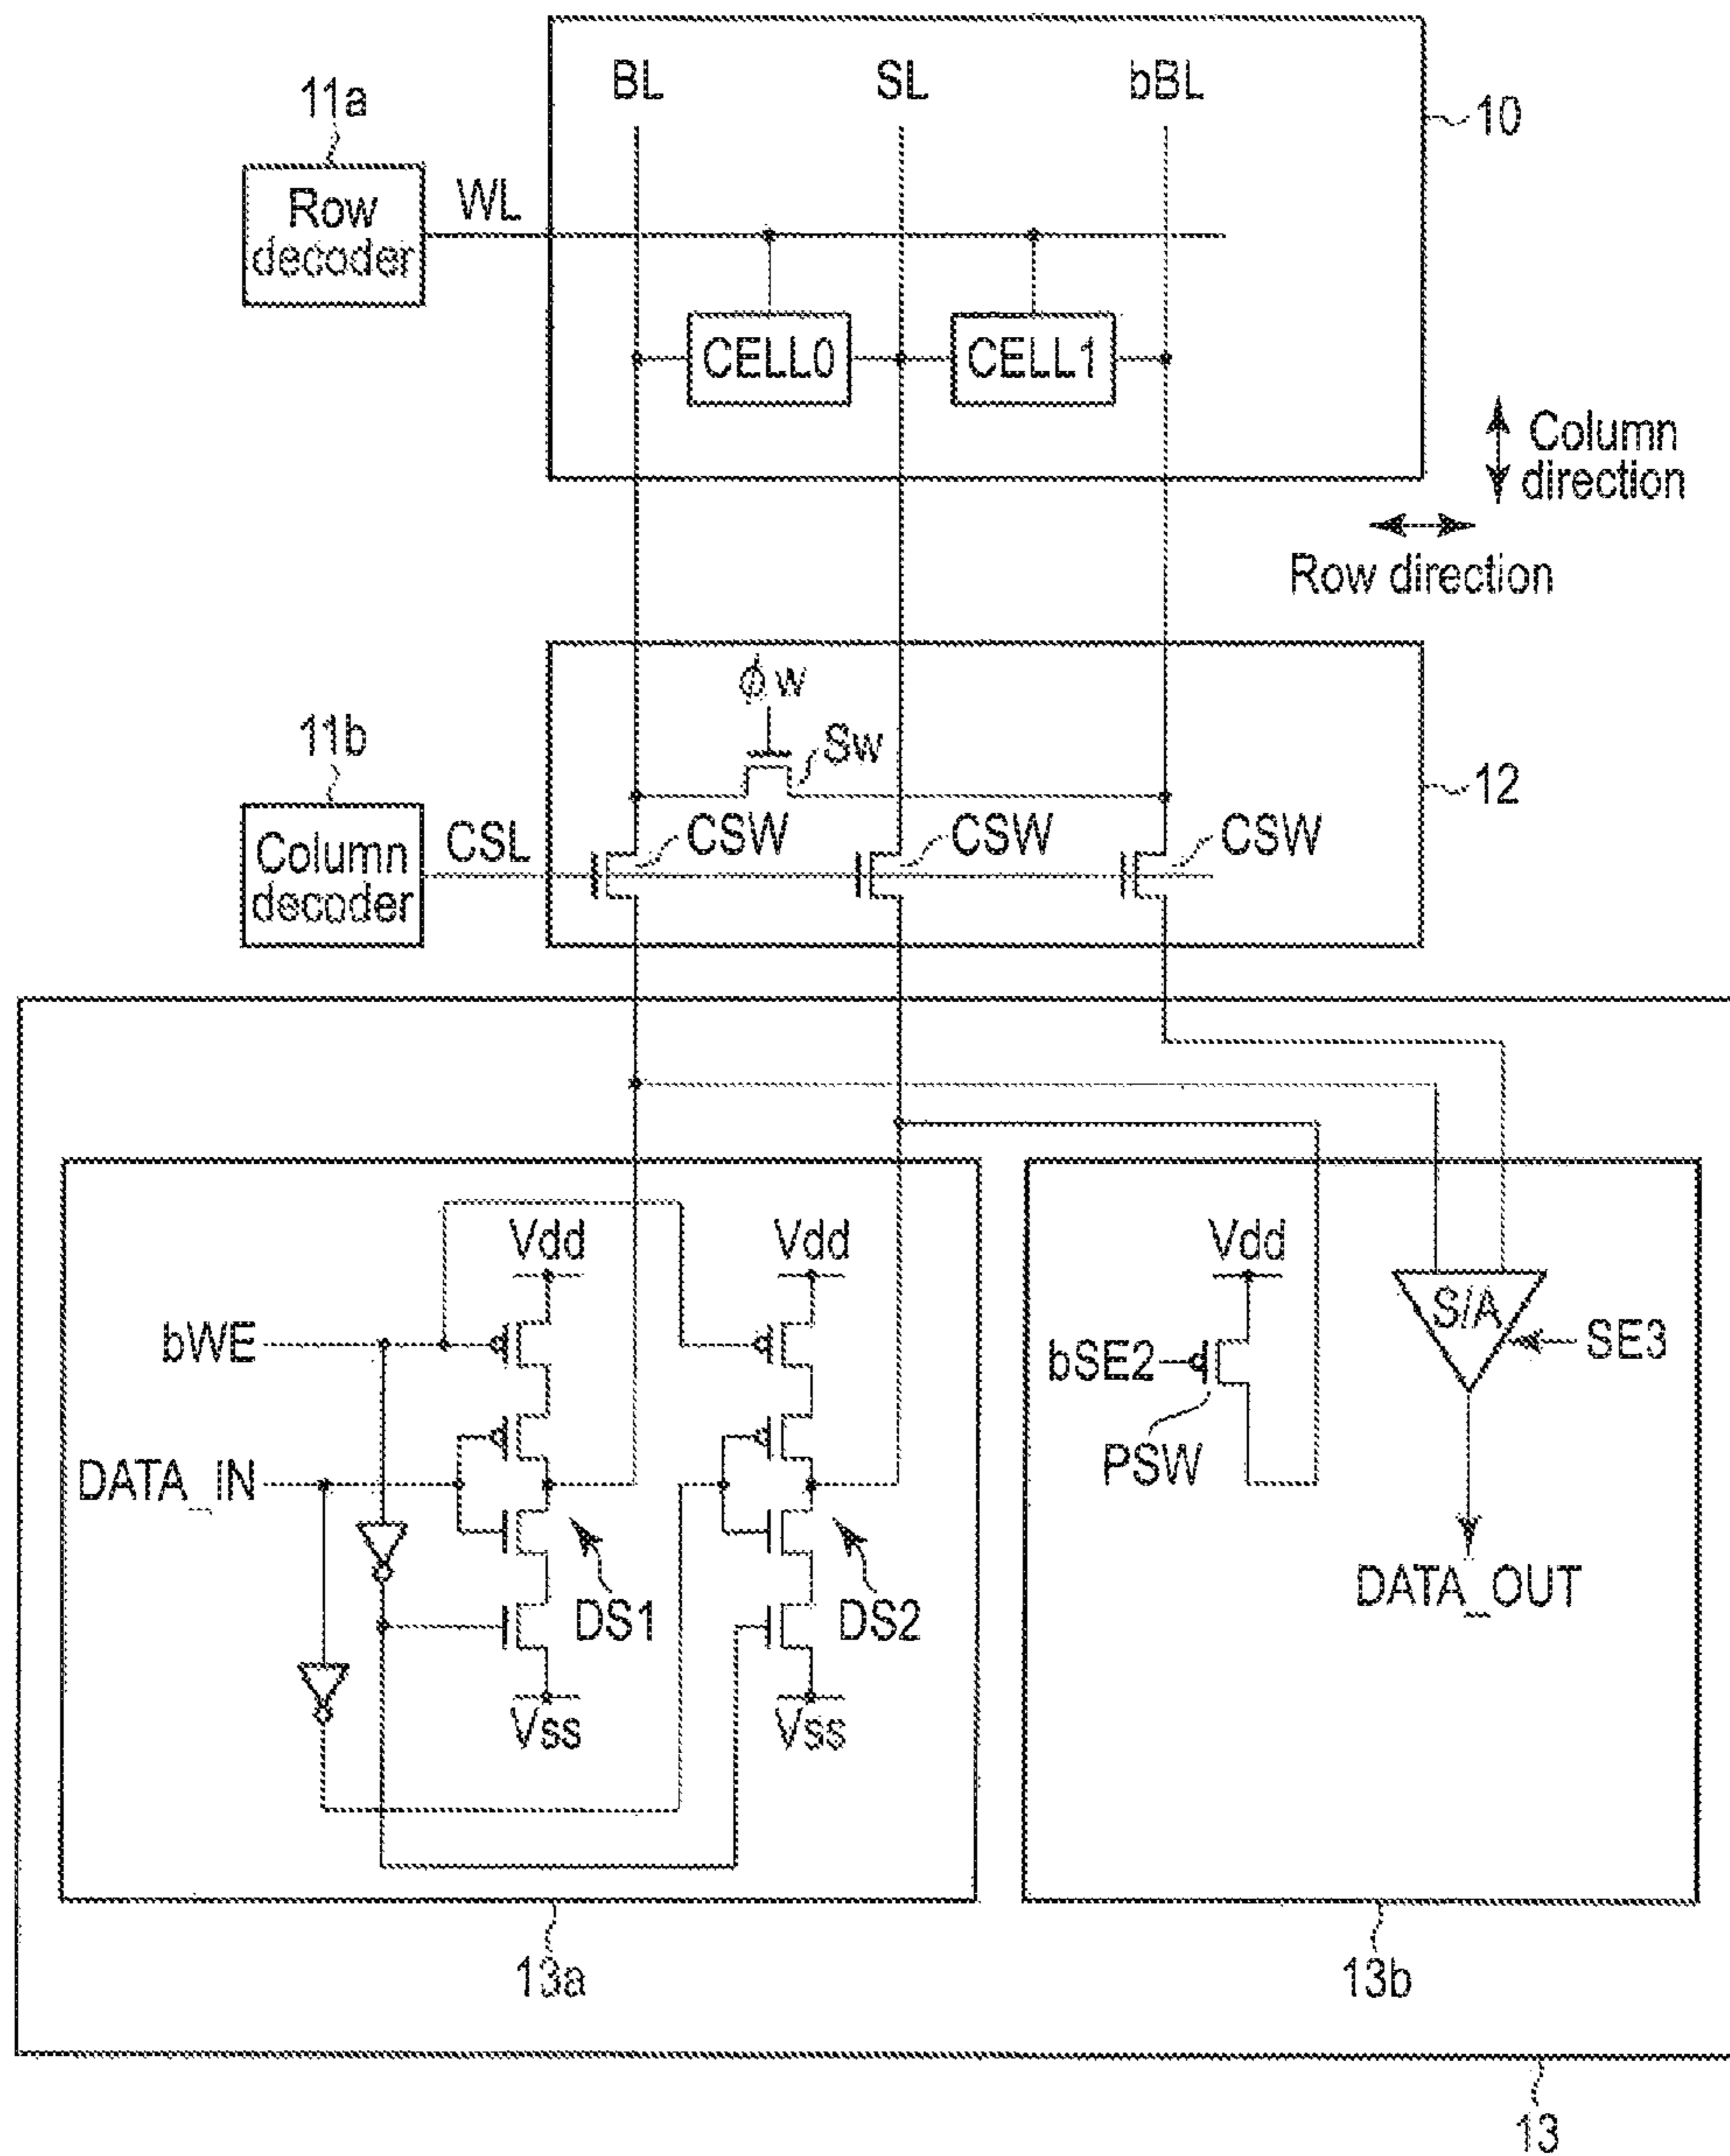 BL
SL
bBL
10
11a
Row
decoder
WL
CELL0
CELL1
Column
direction
Row direction
ϕw
Sw
11b
12
Column
decoder
CSL
CSW
CSW
CSW
Vdd
Vdd
Vdd
S/A
bWE
bSE2
SE3
PSW
DATA_IN
DATA_OUT
DS1
DS2
Vss
Vss
13a
13b
13